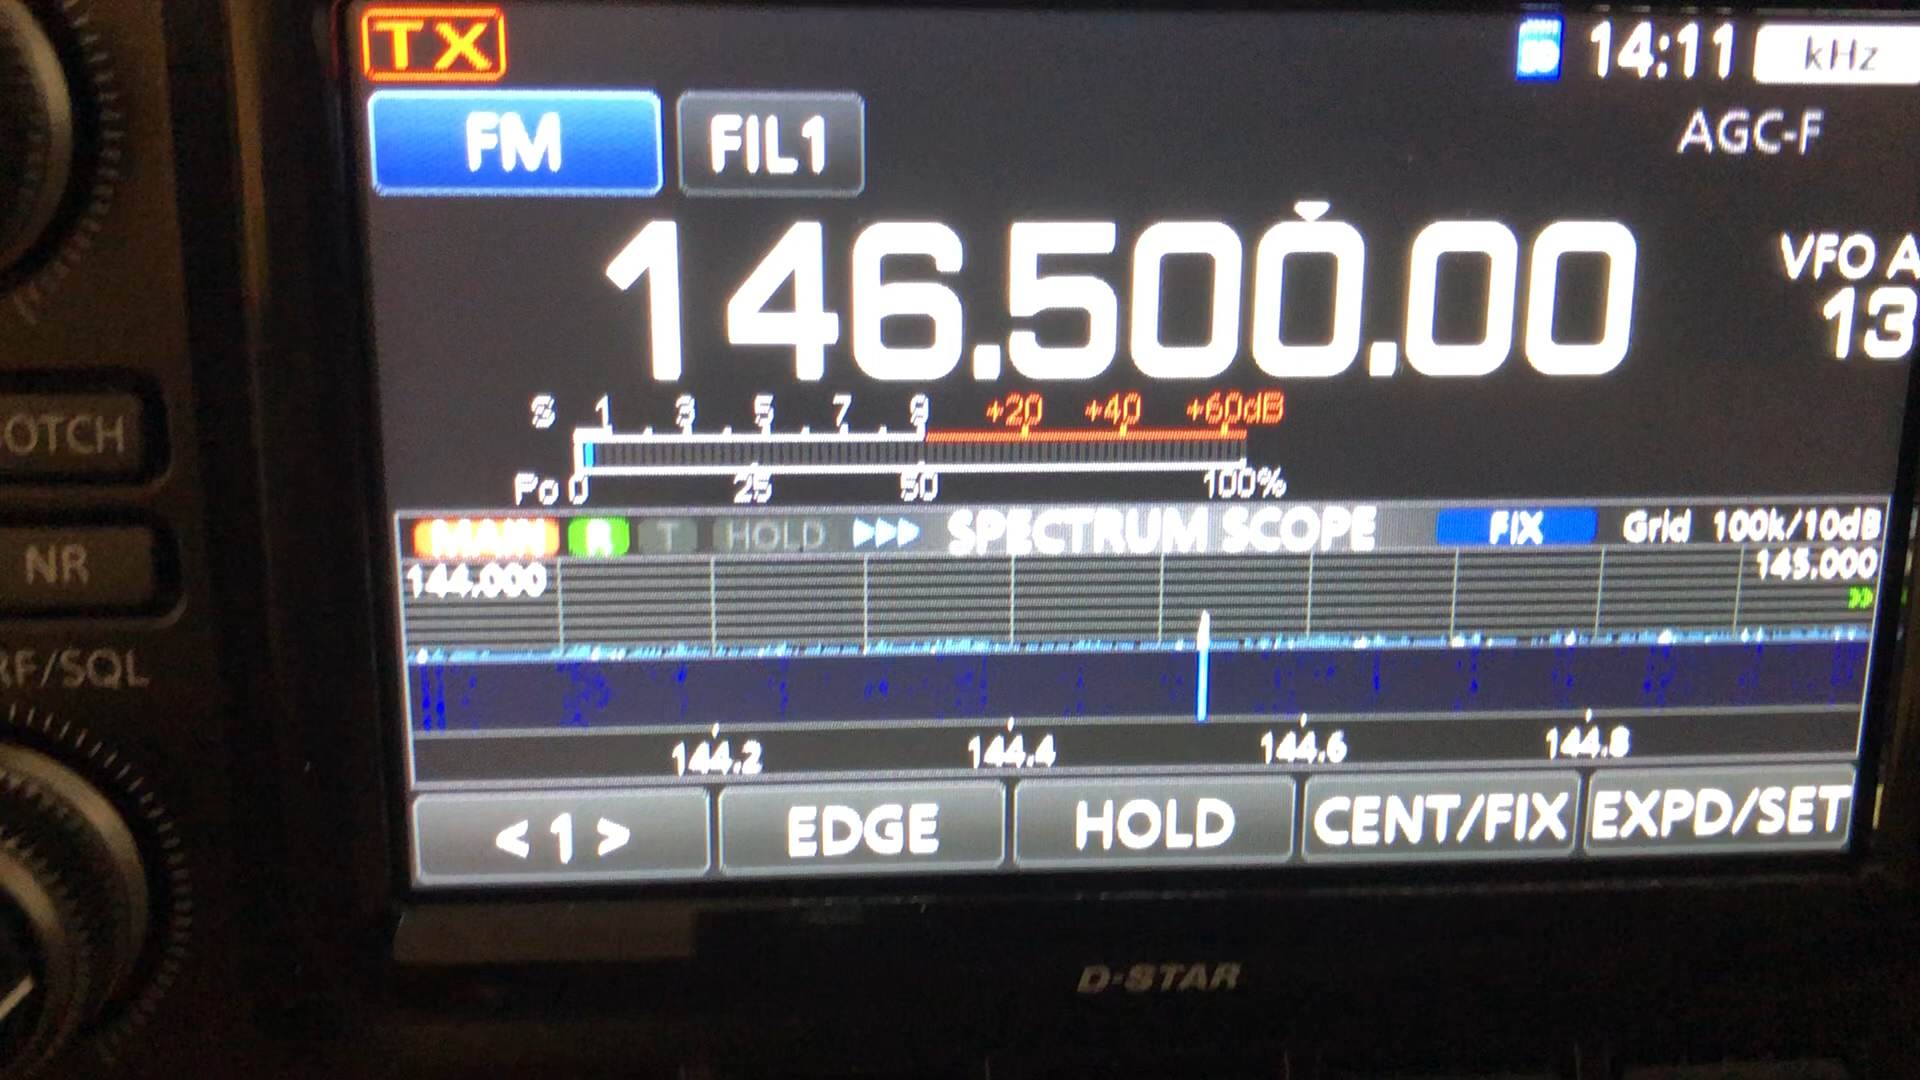 TX 14:11 kHz
FM FIL1 AGC-F
146.500.00 VFO A
13
S 1 3 5 7 9 +20 +40 +60dB
Po 0 25 50 100%
MAIN R T HOLD SPECTRUM SCOPE FIX Grid 100k/10dB
144.000 145.000
144.2 144.4 144.6 144.8
< 1 > EDGE HOLD CENT/FIX EXPD/SET
OTCH
NR
RF/SQL
D-STAR